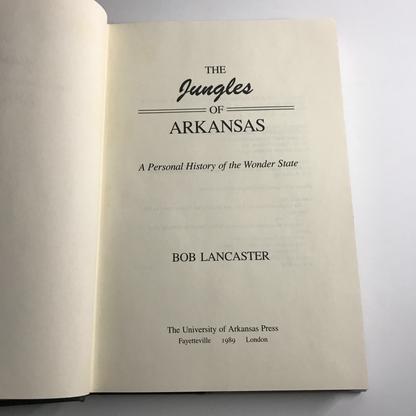 THE
Jungles
OF
ARKANSAS
A Personal History of the Wonder State
BOB LANCASTER
The University of Arkansas Press
Fayetteville 1989 London